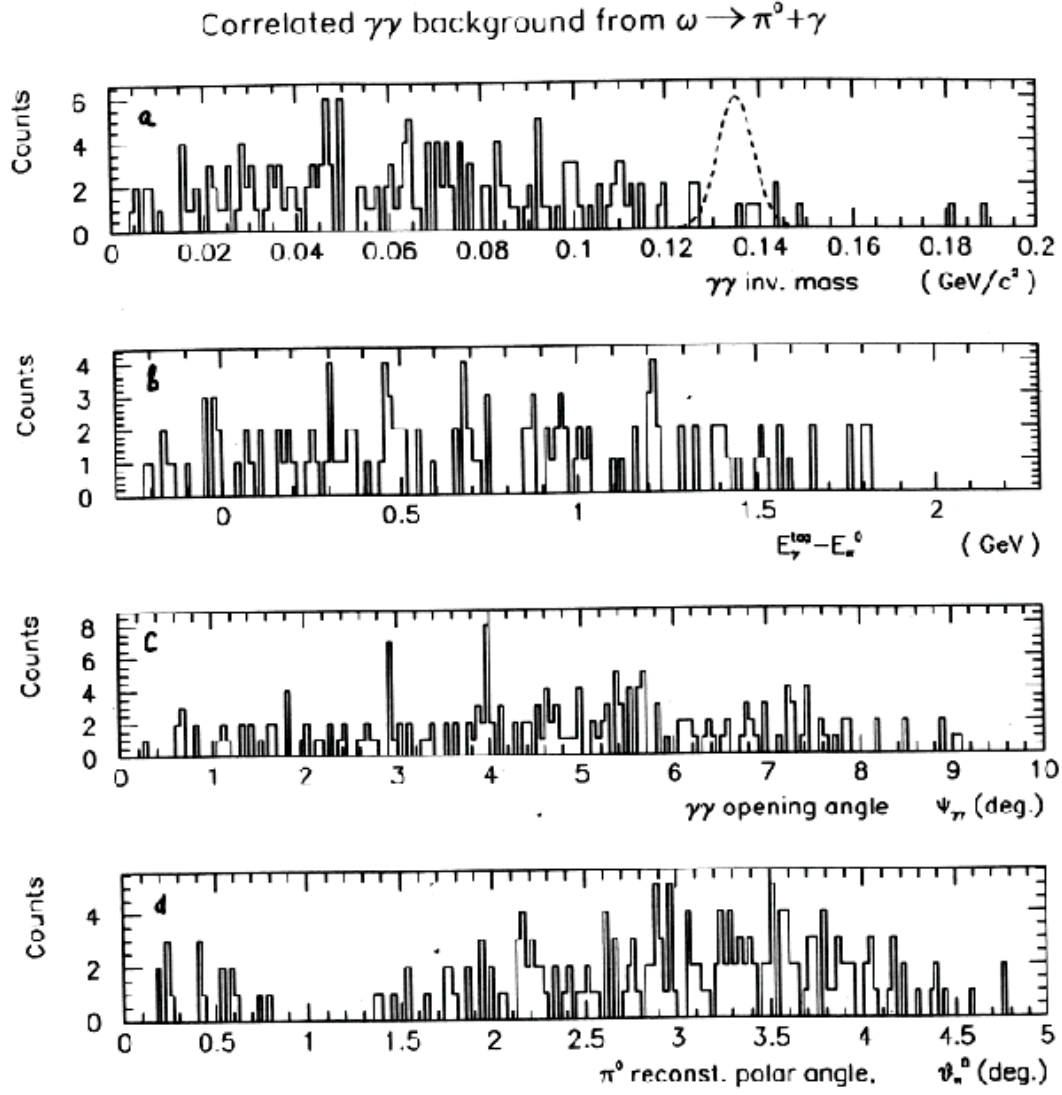 Correlated γγ background from ω → π⁰+γ
Counts
a
6
4
2
0
0 0.02 0.04 0.06 0.08 0.1 0.12 0.14 0.16 0.18 0.2
γγ inv. mass (GeV/c²)
Counts
b
4
3
2
1
0
0 0.5 1 1.5 2
E_γ^tag−E_π⁰ (GeV)
Counts
c
8
6
4
2
0
0 1 2 3 4 5 6 7 8 9 10
γγ opening angle Ψ_γγ (deg.)
Counts
d
4
2
0
0 0.5 1 1.5 2 2.5 3 3.5 4 4.5 5
π⁰ reconst. polar angle, ϑ_π⁰ (deg.)